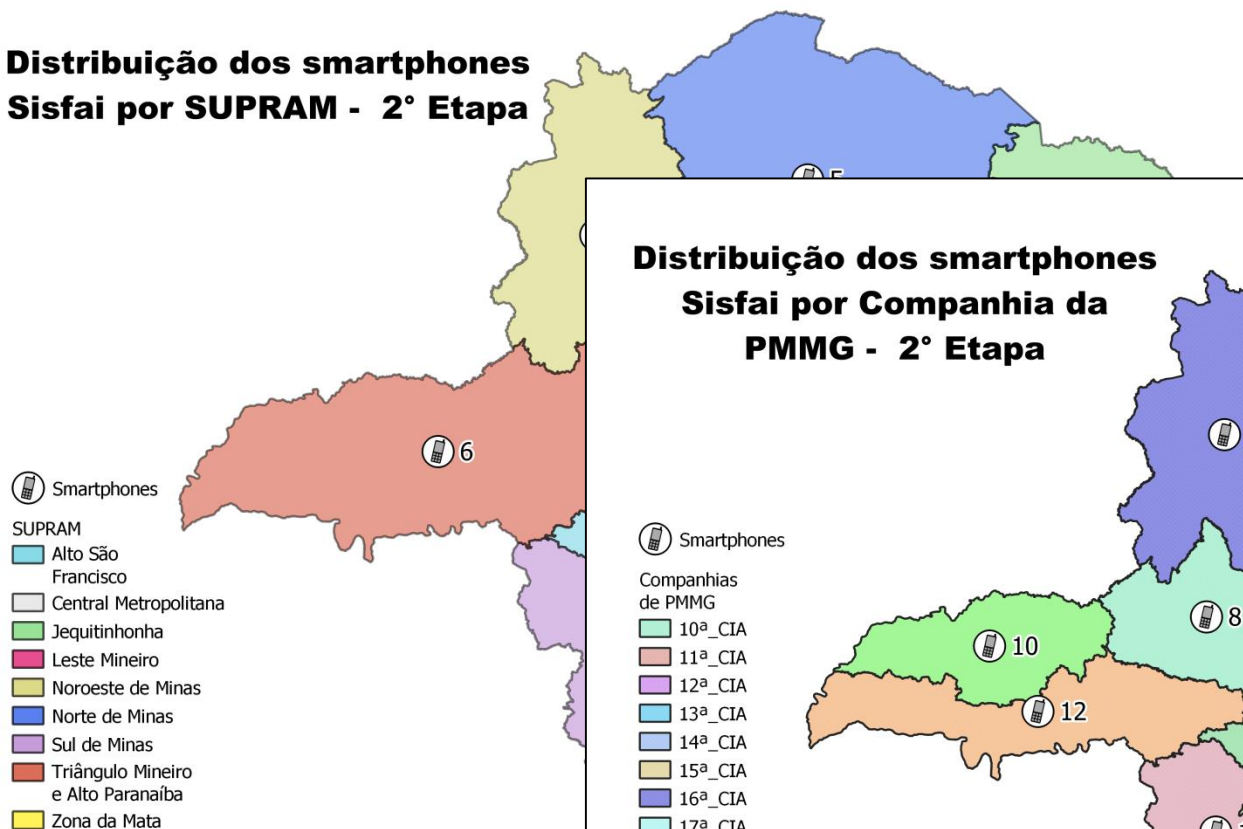 Distribuição dos smartphones
Sisfai por SUPRAM -  2° Etapa
6
Smartphones
SUPRAM
Alto São
Francisco
Central Metropolitana
Jequitinhonha
Leste Mineiro
Noroeste de Minas
Norte de Minas
Sul de Minas
Triângulo Mineiro
e Alto Paranaíba
Zona da Mata
Distribuição dos smartphones
Sisfai por Companhia da
PMMG -  2° Etapa
8
10
12
Smartphones
Companhias
de PMMG
10ª_CIA
11ª_CIA
12ª_CIA
13ª_CIA
14ª_CIA
15ª_CIA
16ª_CIA
17ª_CIA